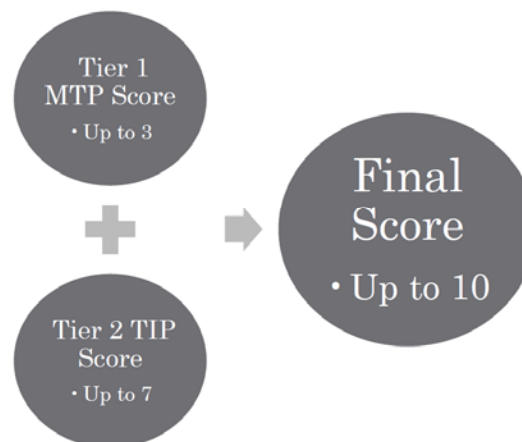 Tier 1
MTP Score
• Up to 3
Tier 2 TIP
Score
• Up to 7
Final
Score
• Up to 10